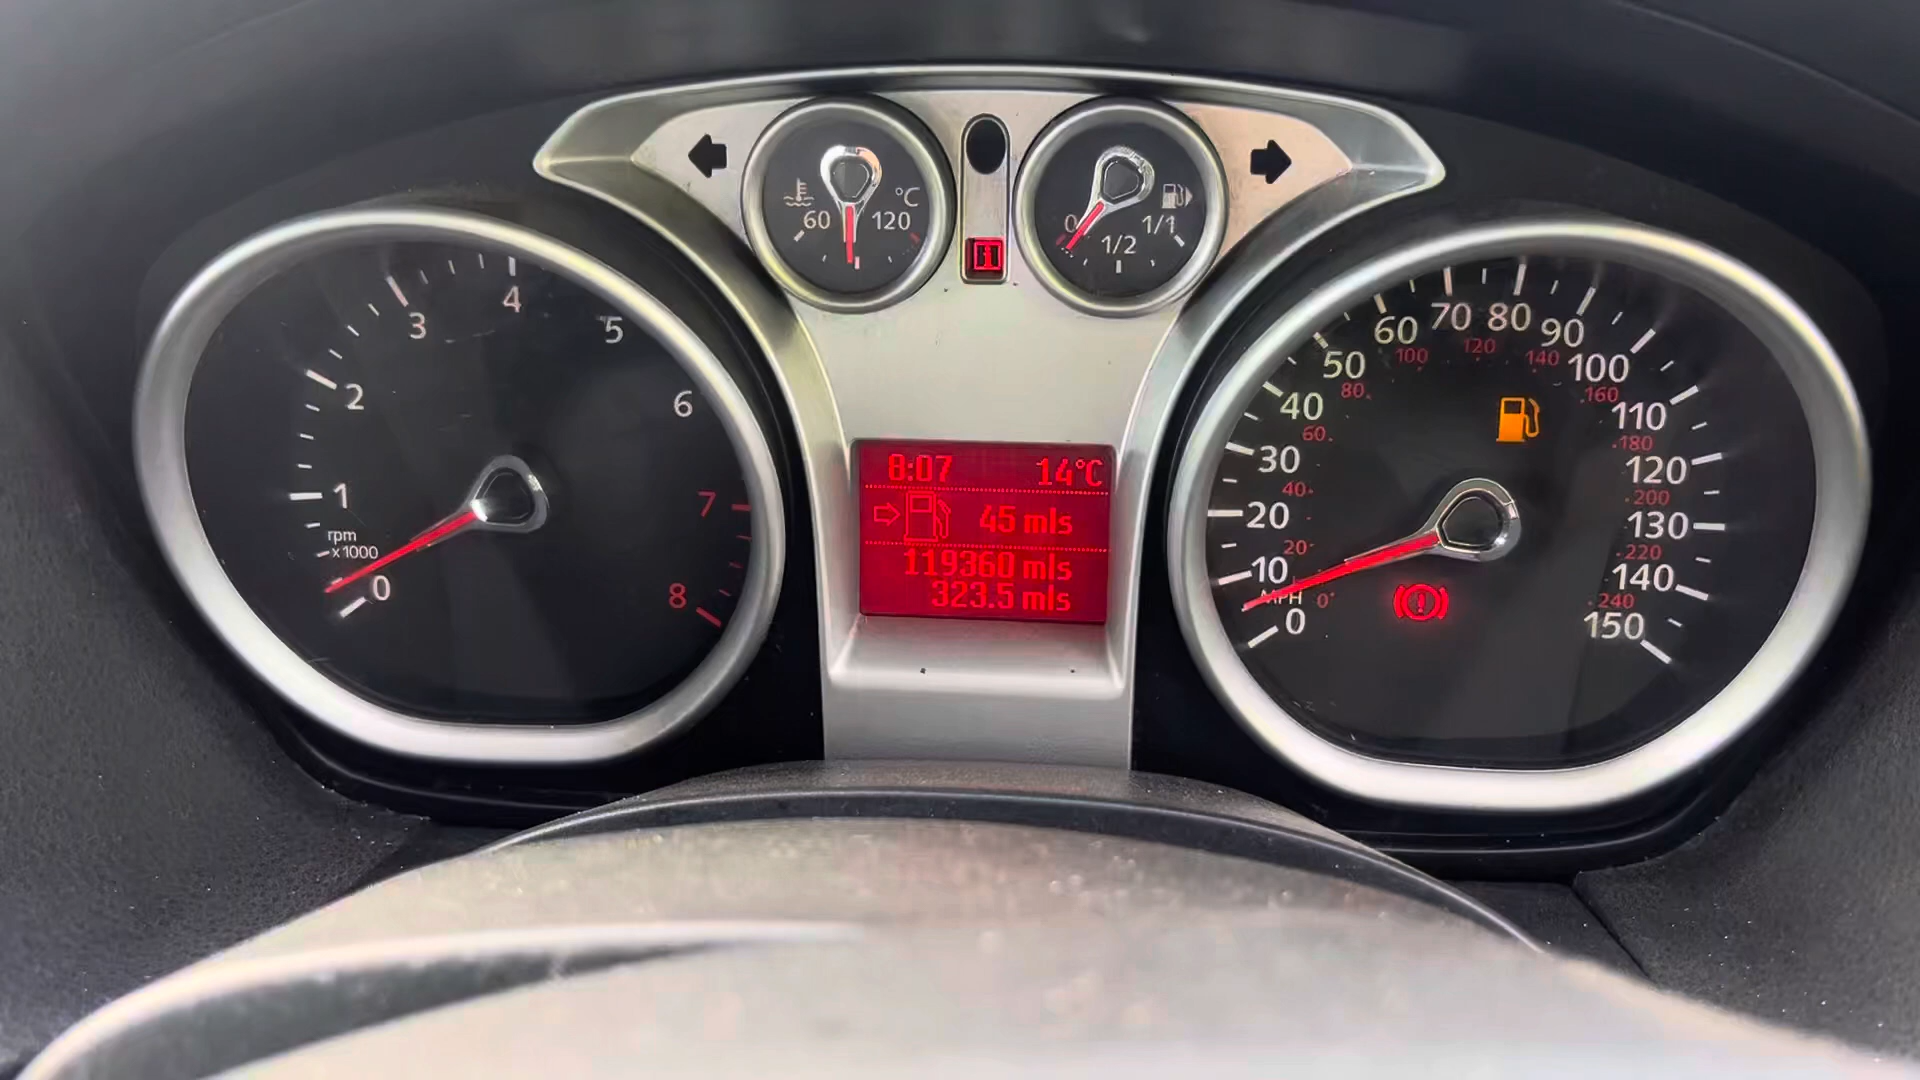 60 120 °C
0 1/2 1/1
0 1 2 3 4 5 6 7 8
rpm
x1000
8:07 14°C
45 mls
119360 mls
323.5 mls
0 10 20 30 40 50 60 70 80 90 100 110 120 130 140 150
MPH
0 20 40 60 80 100 120 140 160 180 200 220 240